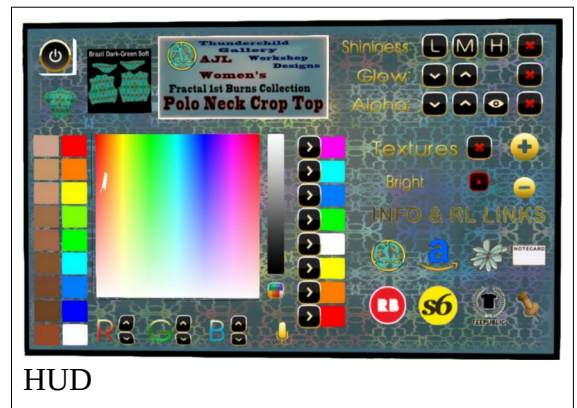 Brazil Dark-Green Soft
Thunderchild
Gallery
AJL Workshop
Designs
Women's
Fractal 1st Burns Collection
Polo Neck Crop Top
Shininess: L M H
Glow:
Alpha:
Textures
Bright
INFO & RL LINKS
a
NOTECARD
RB
s6
TEEPUBLIC
R G B
HUD